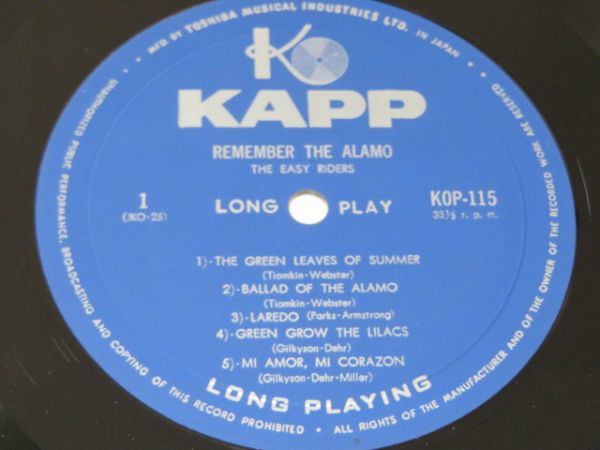 • MFD BY TOSHIBA MUSICAL INDUSTRIES LTD. IN JAPAN •
K
KAPP
REMEMBER THE ALAMO
THE EASY RIDERS
1
(JKO-25)
LONG PLAY
KOP-115
33⅓ r. p. m.
1)-THE GREEN LEAVES OF SUMMER
(Tiomkin-Webster)
2)-BALLAD OF THE ALAMO
(Tiomkin-Webster)
3)-LAREDO (Parks-Armstrong)
4)-GREEN GROW THE LILACS
(Gilkyson-Dehr)
5)-MI AMOR, MI CORAZON
(Gilkyson-Dehr-Miller)
LONG PLAYING
UNAUTHORIZED PUBLIC PERFORMANCE, BROADCASTING AND COPYING OF THIS RECORD PROHIBITED • ALL RIGHTS OF THE MANUFACTURER AND OF THE OWNER OF THE RECORDED WORK ARE RESERVED